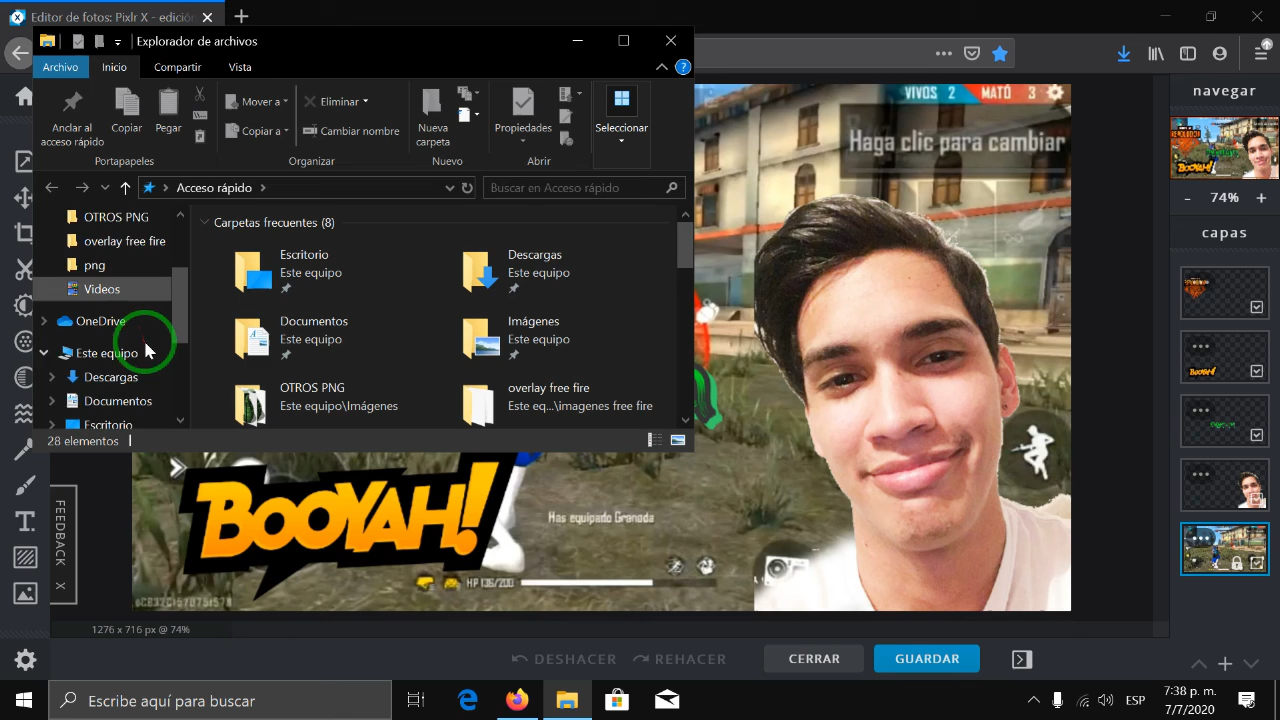 Editor de fotos: Pixlr X - edición
Explorador de archivos
Archivo
Inicio
Compartir
Vista
Anclar al
acceso rápido
Copiar
Pegar
Mover a
Copiar a
Eliminar
Cambiar nombre
Nueva
carpeta
Propiedades
Seleccionar
Portapapeles
Organizar
Nuevo
Abrir
Acceso rápido
Buscar en Acceso rápido
OTROS PNG
overlay free fire
png
Videos
OneDrive
Este equipo
Descargas
Documentos
Escritorio
Carpetas frecuentes (8)
Escritorio
Este equipo
Descargas
Este equipo
Documentos
Este equipo
Imágenes
Este equipo
OTROS PNG
Este equipo\Imágenes
overlay free fire
Este eq...\imagenes free fire
28 elementos
VIVOS 2 MATÓ 3
Haga clic para cambiar
BOOYAH!
Has equipado Granada
HP 136/200
FEEDBACK X
1276 x 716 px @ 74%
navegar
- 74% +
capas
BOOYAH!
DESHACER
REHACER
CERRAR
GUARDAR
Escribe aquí para buscar
ESP
7:38 p. m.
7/7/2020